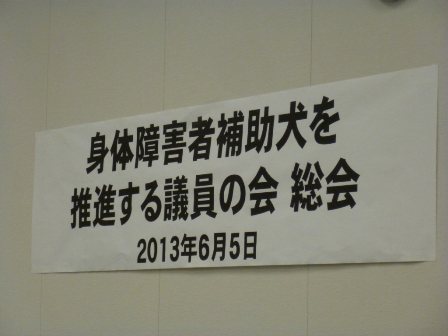 身体障害者補助犬を
推進する議員の会 総会
2013年6月5日